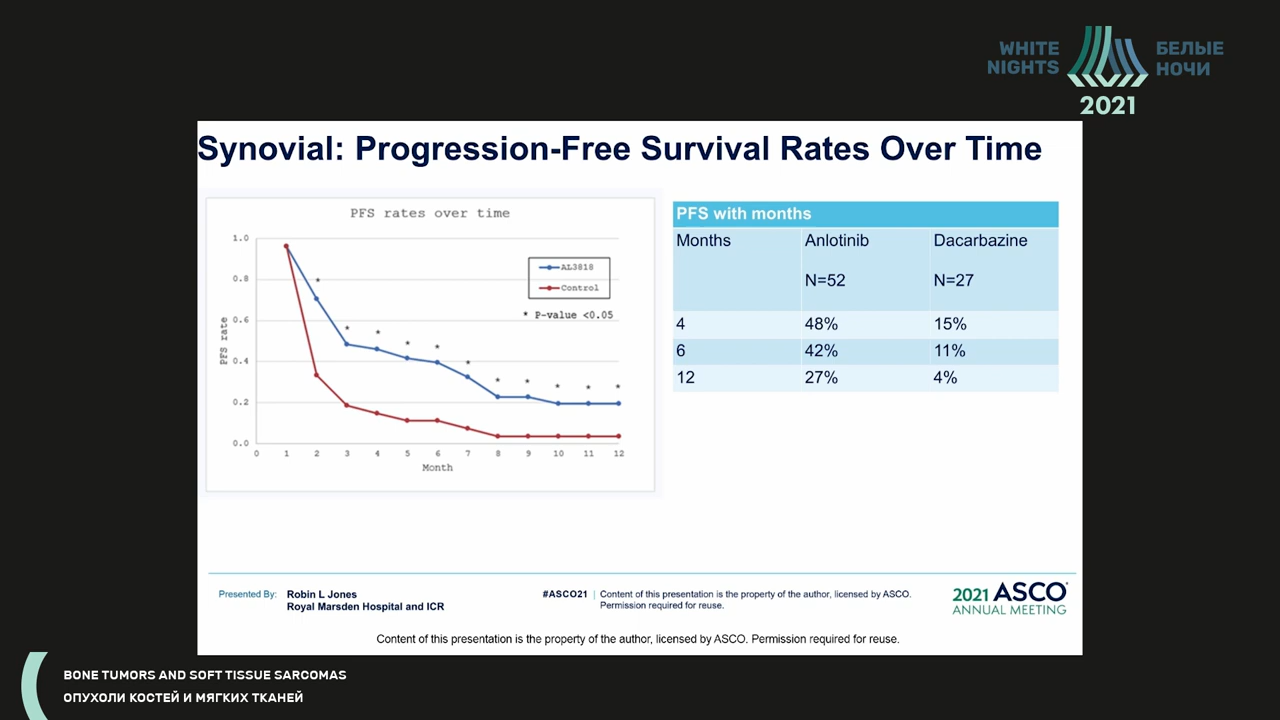 WHITE
NIGHTS
БЕЛЫЕ
НОЧИ
2021
Synovial: Progression-Free Survival Rates Over Time
PFS rates over time
1.0
0.8
0.6
0.4
0.2
0.0
PFS rate
0 1 2 3 4 5 6 7 8 9 10 11 12
Month
AL3818
Control
* P-value <0.05
PFS with months
Months Anlotinib Dacarbazine
N=52 N=27
4 48% 15%
6 42% 11%
12 27% 4%
Presented By: Robin L Jones
Royal Marsden Hospital and ICR
#ASCO21 | Content of this presentation is the property of the author, licensed by ASCO.
Permission required for reuse.
2021 ASCO®
ANNUAL MEETING
Content of this presentation is the property of the author, licensed by ASCO. Permission required for reuse.
BONE TUMORS AND SOFT TISSUE SARCOMAS
ОПУХОЛИ КОСТЕЙ И МЯГКИХ ТКАНЕЙ